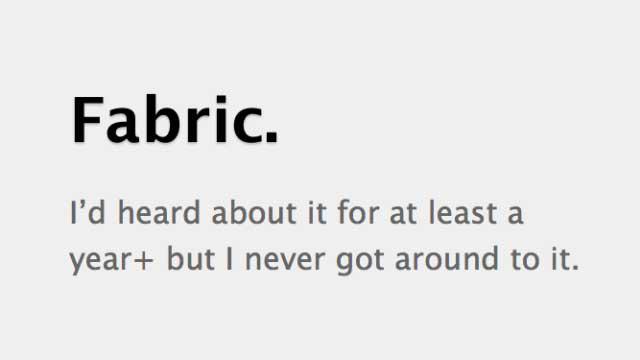 Fabric.
I’d heard about it for at least a
year+ but I never got around to it.